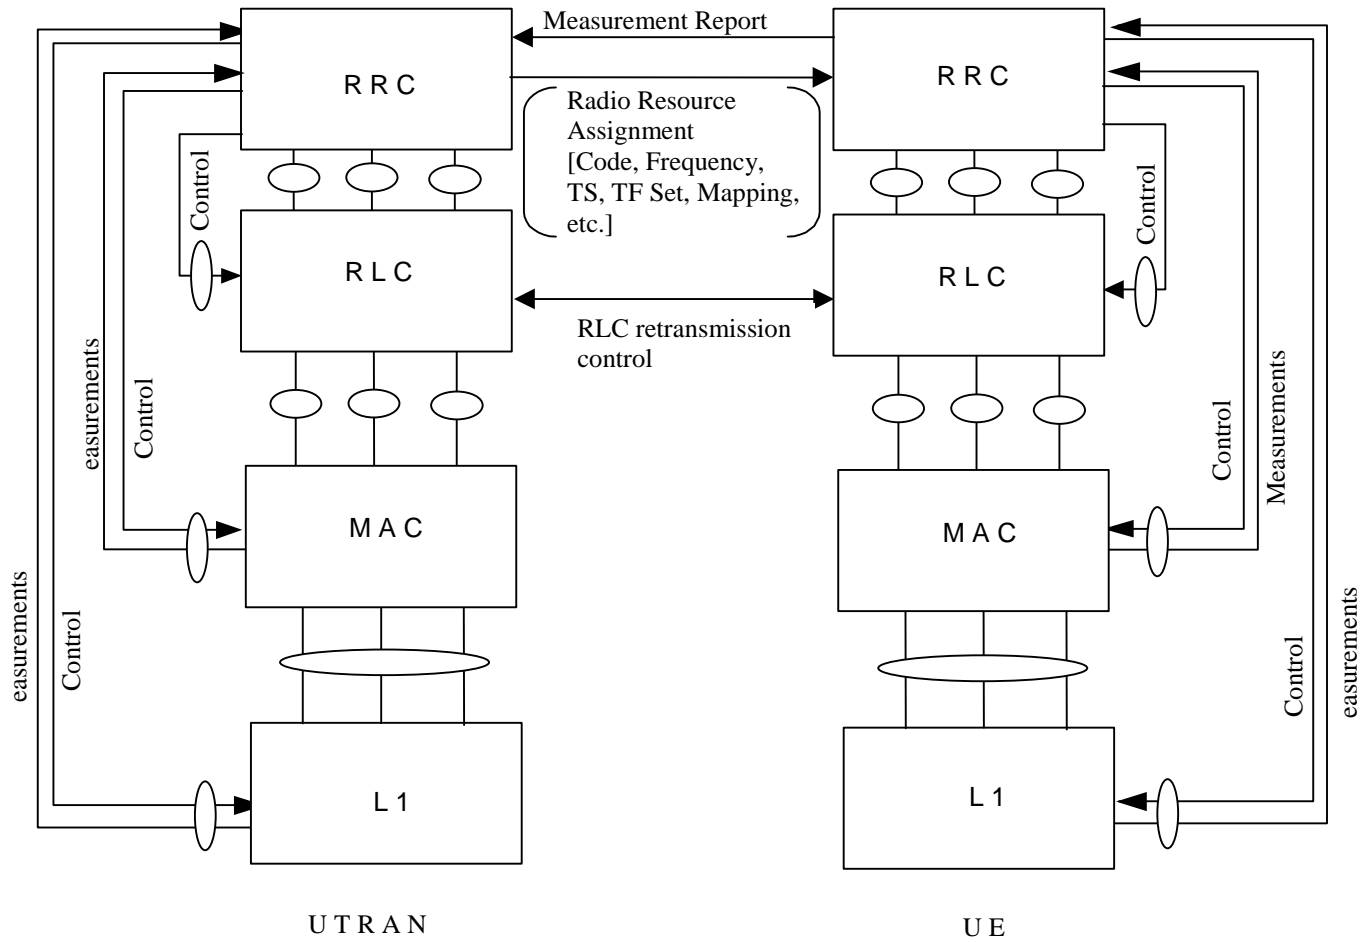 Measurement Report
R R C
R R C
Radio Resource
Assignment
[Code, Frequency,
TS, TF Set, Mapping,
etc.]
Control
Control
R L C
R L C
RLC retransmission
control
easurements
Control
Control
Measurements
M A C
M A C
easurements
Control
Control
easurements
L 1
L 1
U T R A N
U E